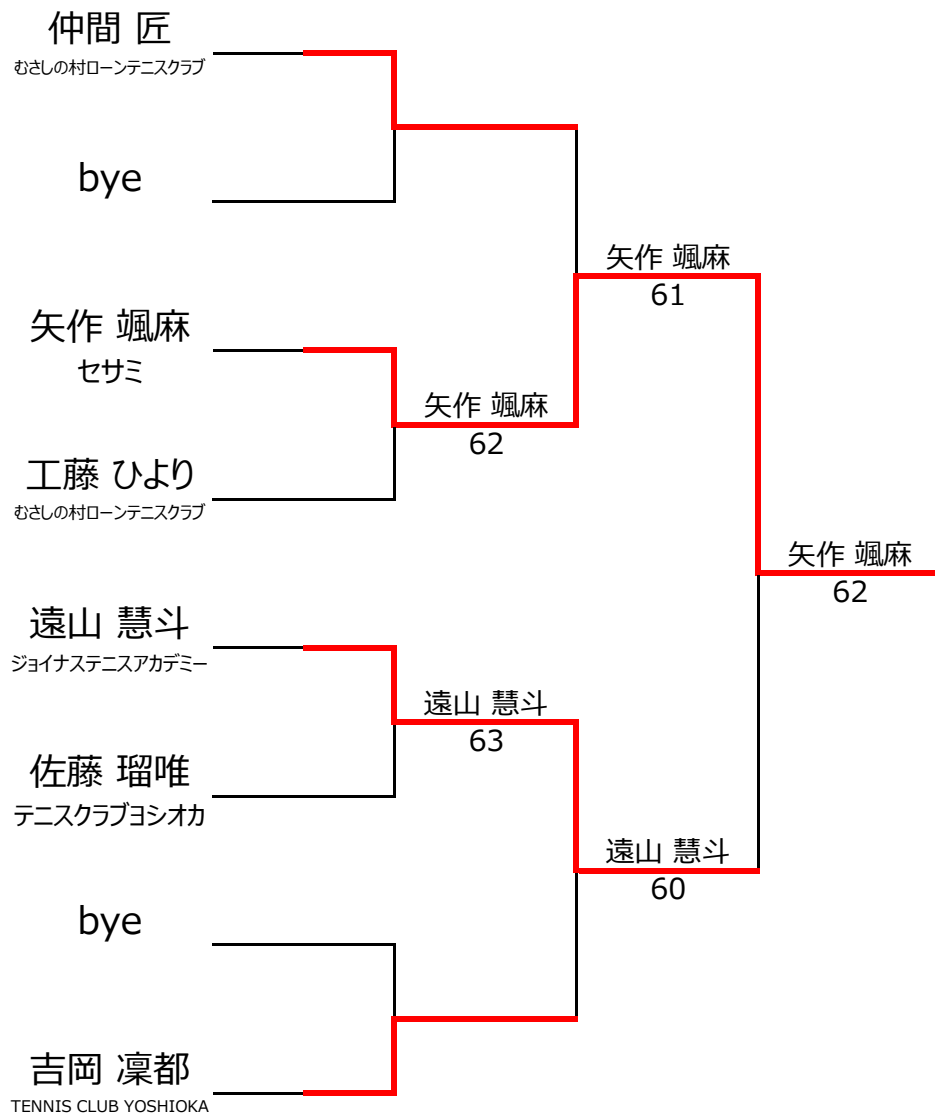 仲間 匠
むさしの村ローンテニスクラブ
bye
矢作 颯麻
61
矢作 颯麻
セサミ
矢作 颯麻
62
工藤 ひより
むさしの村ローンテニスクラブ
矢作 颯麻
62
遠山 慧斗
ジョイナステニスアカデミー
遠山 慧斗
63
佐藤 瑠唯
テニスクラブヨシオカ
遠山 慧斗
60
bye
吉岡 凜都
TENNIS CLUB YOSHIOKA